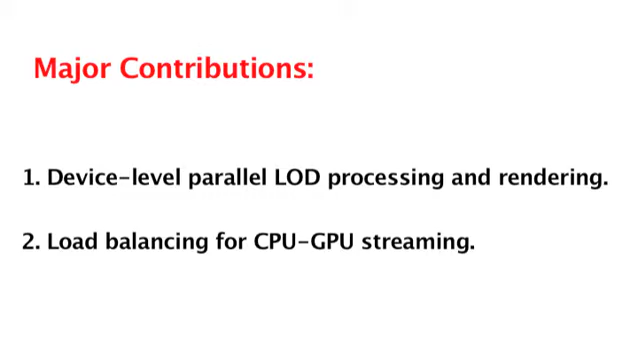 Major Contributions:
1. Device-level parallel LOD processing and rendering.
2. Load balancing for CPU-GPU streaming.